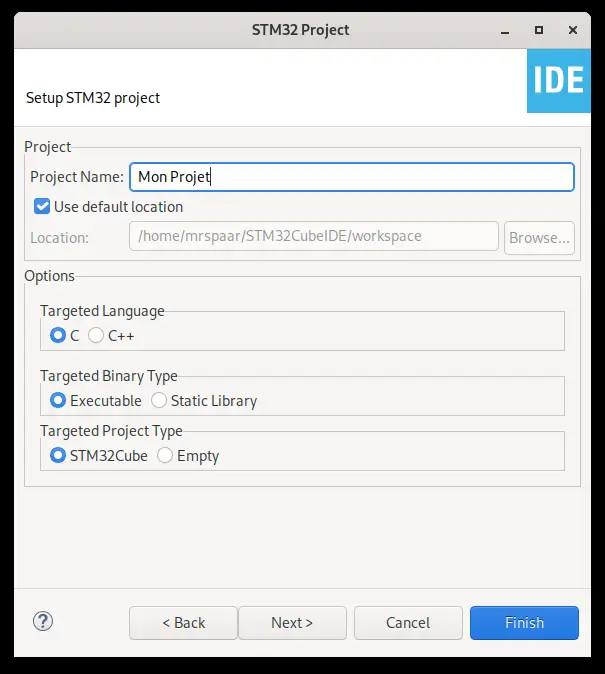 STM32 Project
IDE
Setup STM32 project
Project
Project Name: Mon Projet
Use default location
Location: /home/mrspaar/STM32CubeIDE/workspace Browse...
Options
Targeted Language
C C++
Targeted Binary Type
Executable Static Library
Targeted Project Type
STM32Cube Empty
? < Back Next > Cancel Finish